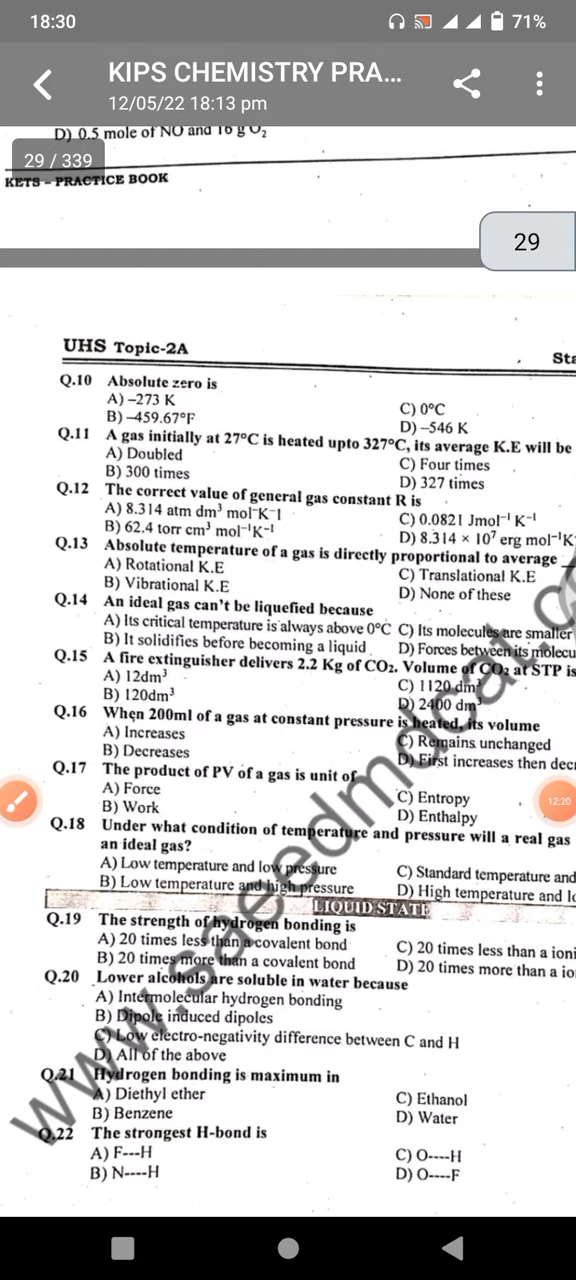 18:30
71%
KIPS CHEMISTRY PRA...
12/05/22 18:13 pm
D) 0.5 mole of NO and 16 g O₂
29 / 339
KETS – PRACTICE BOOK
29
UHS Topic-2A
Sta
Q.10 Absolute zero is
A) –273 K
C) 0°C
B) –459.67°F
D) –546 K
Q.11 A gas initially at 27°C is heated upto 327°C, its average K.E will be
A) Doubled
C) Four times
B) 300 times
D) 327 times
Q.12 The correct value of general gas constant R is
A) 8.314 atm dm³ mol⁻K⁻1
C) 0.0821 Jmol⁻¹ K⁻¹
B) 62.4 torr cm³ mol⁻¹K⁻¹
D) 8.314 × 10⁷ erg mol⁻¹K
Q.13 Absolute temperature of a gas is directly proportional to average
A) Rotational K.E
C) Translational K.E
B) Vibrational K.E
D) None of these
Q.14 An ideal gas can't be liquefied because
A) Its critical temperature is always above 0°C C) Its molecules are smaller
B) It solidifies before becoming a liquid D) Forces between its molecu
Q.15 A fire extinguisher delivers 2.2 Kg of CO₂. Volume of CO₂ at STP is
A) 12dm³
C) 1120 dm³
B) 120dm³
D) 2400 dm³
Q.16 When 200ml of a gas at constant pressure is heated, its volume
A) Increases
C) Remains unchanged
B) Decreases
D) First increases then decr
Q.17 The product of PV of a gas is unit of
A) Force
C) Entropy
B) Work
D) Enthalpy
12:20
Q.18 Under what condition of temperature and pressure will a real gas
an ideal gas?
A) Low temperature and low pressure
C) Standard temperature and
B) Low temperature and high pressure
D) High temperature and lo
LIQUID STATE
Q.19 The strength of hydrogen bonding is
A) 20 times less than a covalent bond
C) 20 times less than a ioni
B) 20 times more than a covalent bond
D) 20 times more than a io
Q.20 Lower alcohols are soluble in water because
A) Intermolecular hydrogen bonding
B) Dipole induced dipoles
C) Low electro-negativity difference between C and H
D) All of the above
Q.21 Hydrogen bonding is maximum in
A) Diethyl ether
C) Ethanol
B) Benzene
D) Water
Q.22 The strongest H-bond is
A) F---H
C) O----H
B) N----H
D) O----F
www.saeedmdcat.c